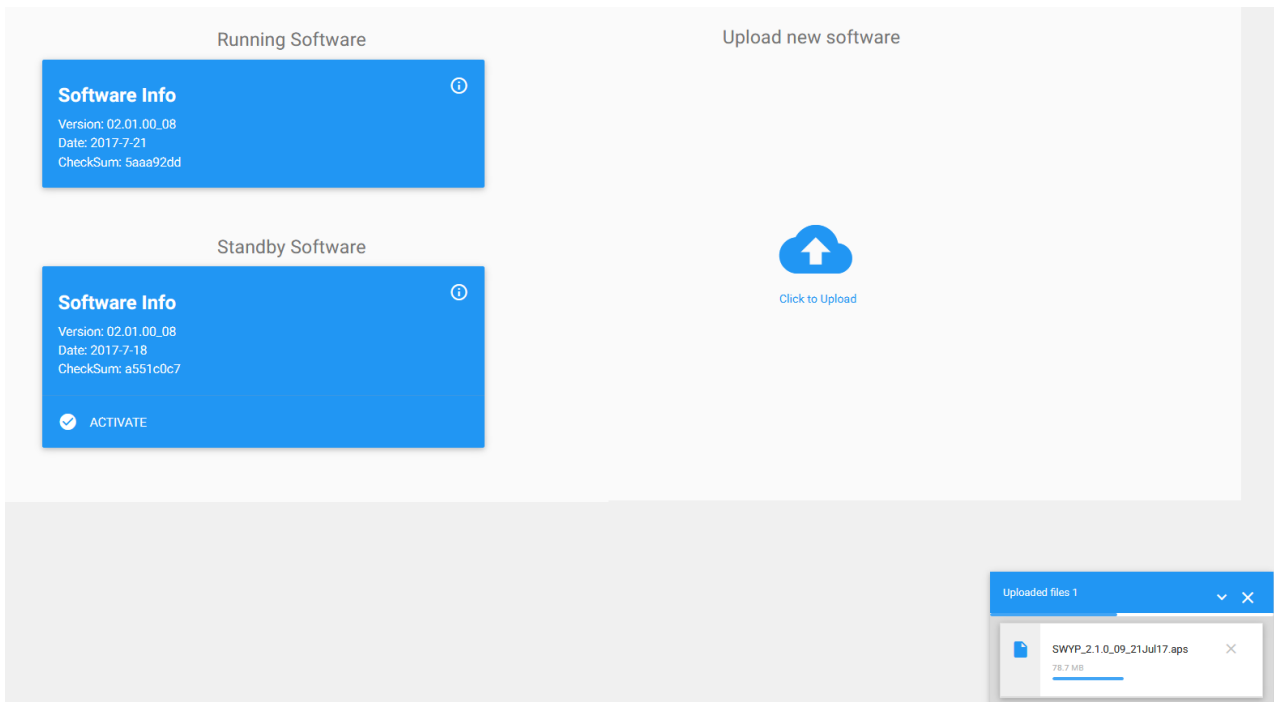 Running Software
Software Info
Version: 02.01.00_08
Date: 2017-7-21
CheckSum: 5aaa92dd
Standby Software
Software Info
Version: 02.01.00_08
Date: 2017-7-18
CheckSum: a551c0c7
ACTIVATE
Upload new software
Click to Upload
Uploaded files 1
SWYP_2.1.0_09_21Jul17.aps
78.7 MB